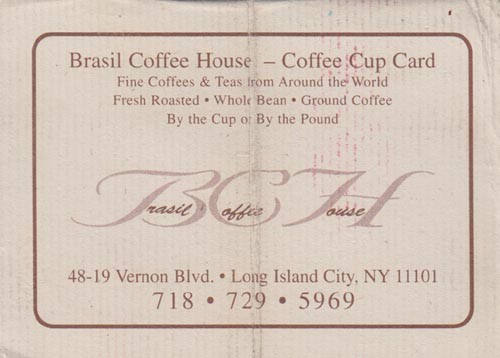 Brasil Coffee House – Coffee Cup Card
Fine Coffees & Teas from Around the World
Fresh Roasted • Whole Bean • Ground Coffee
By the Cup or By the Pound
Brasil Coffee House
48-19 Vernon Blvd. • Long Island City, NY 11101
718 • 729 • 5969